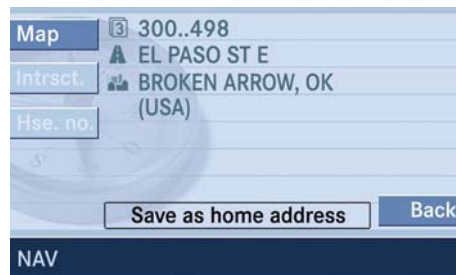 Map
3 300..498
EL PASO ST E
Intrsct.
BROKEN ARROW, OK
(USA)
Hse. no.
S
Save as home address
Back
NAV